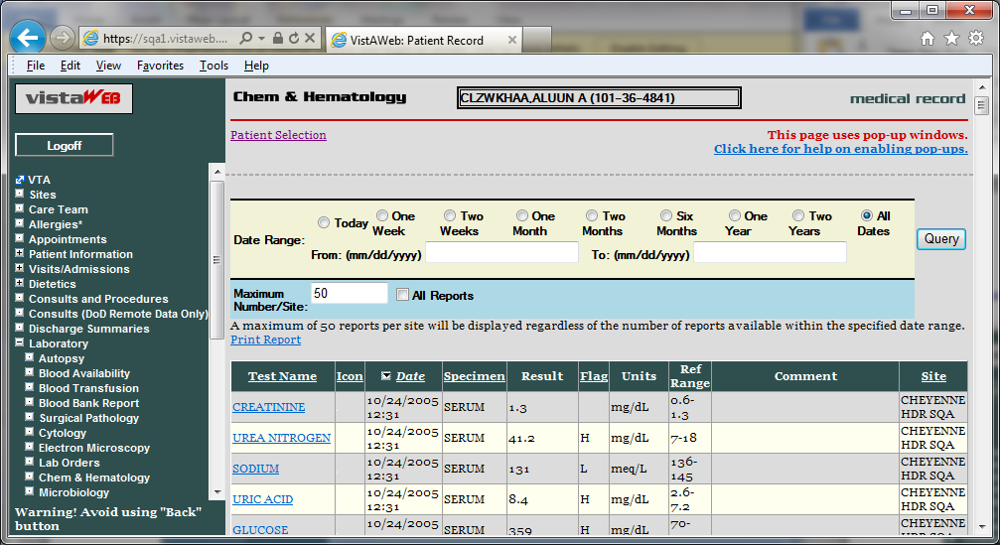 https://sqa1.vistaweb....
VistAWeb: Patient Record
File Edit View Favorites Tools Help
vistaWEB
Chem & Hematology
CLZWKHAA,ALUUN A (101-36-4841)
medical record
Logoff
Patient Selection
This page uses pop-up windows.
Click here for help on enabling pop-ups.
VTA
Sites
Care Team
Allergies*
Appointments
Patient Information
Visits/Admissions
Dietetics
Consults and Procedures
Consults (DoD Remote Data Only)
Discharge Summaries
Laboratory
Autopsy
Blood Availability
Blood Transfusion
Blood Bank Report
Surgical Pathology
Cytology
Electron Microscopy
Lab Orders
Chem & Hematology
Microbiology
Warning! Avoid using "Back"
button
Date Range:
Today
One Week
Two Weeks
One Month
Two Months
Six Months
One Year
Two Years
All Dates
From: (mm/dd/yyyy)
To: (mm/dd/yyyy)
Query
Maximum
Number/Site:
50
All Reports
A maximum of 50 reports per site will be displayed regardless of the number of reports available within the specified date range.
Print Report
Test Name Icon Date Specimen Result Flag Units Ref Range Comment Site
CREATININE 10/24/2005 12:31 SERUM 1.3 mg/dL 0.6-1.3 CHEYENNE HDR SQA
UREA NITROGEN 10/24/2005 12:31 SERUM 41.2 H mg/dL 7-18 CHEYENNE HDR SQA
SODIUM 10/24/2005 12:31 SERUM 131 L meq/L 136-145 CHEYENNE HDR SQA
URIC ACID 10/24/2005 12:31 SERUM 8.4 H mg/dL 2.6-7.2 CHEYENNE HDR SQA
GLUCOSE 10/24/2005 SERUM 359 H mg/dL 70- CHEYENNE HDR SQA